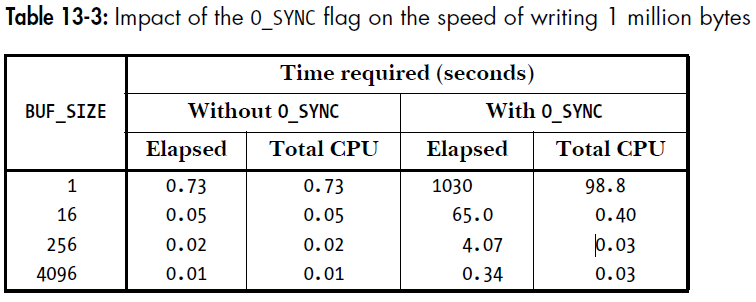 Table 13-3: Impact of the O_SYNC flag on the speed of writing 1 million bytes
Time required (seconds)
BUF_SIZE Without O_SYNC With O_SYNC
Elapsed Total CPU Elapsed Total CPU
1 0.73 0.73 1030 98.8
16 0.05 0.05 65.0 0.40
256 0.02 0.02 4.07 0.03
4096 0.01 0.01 0.34 0.03